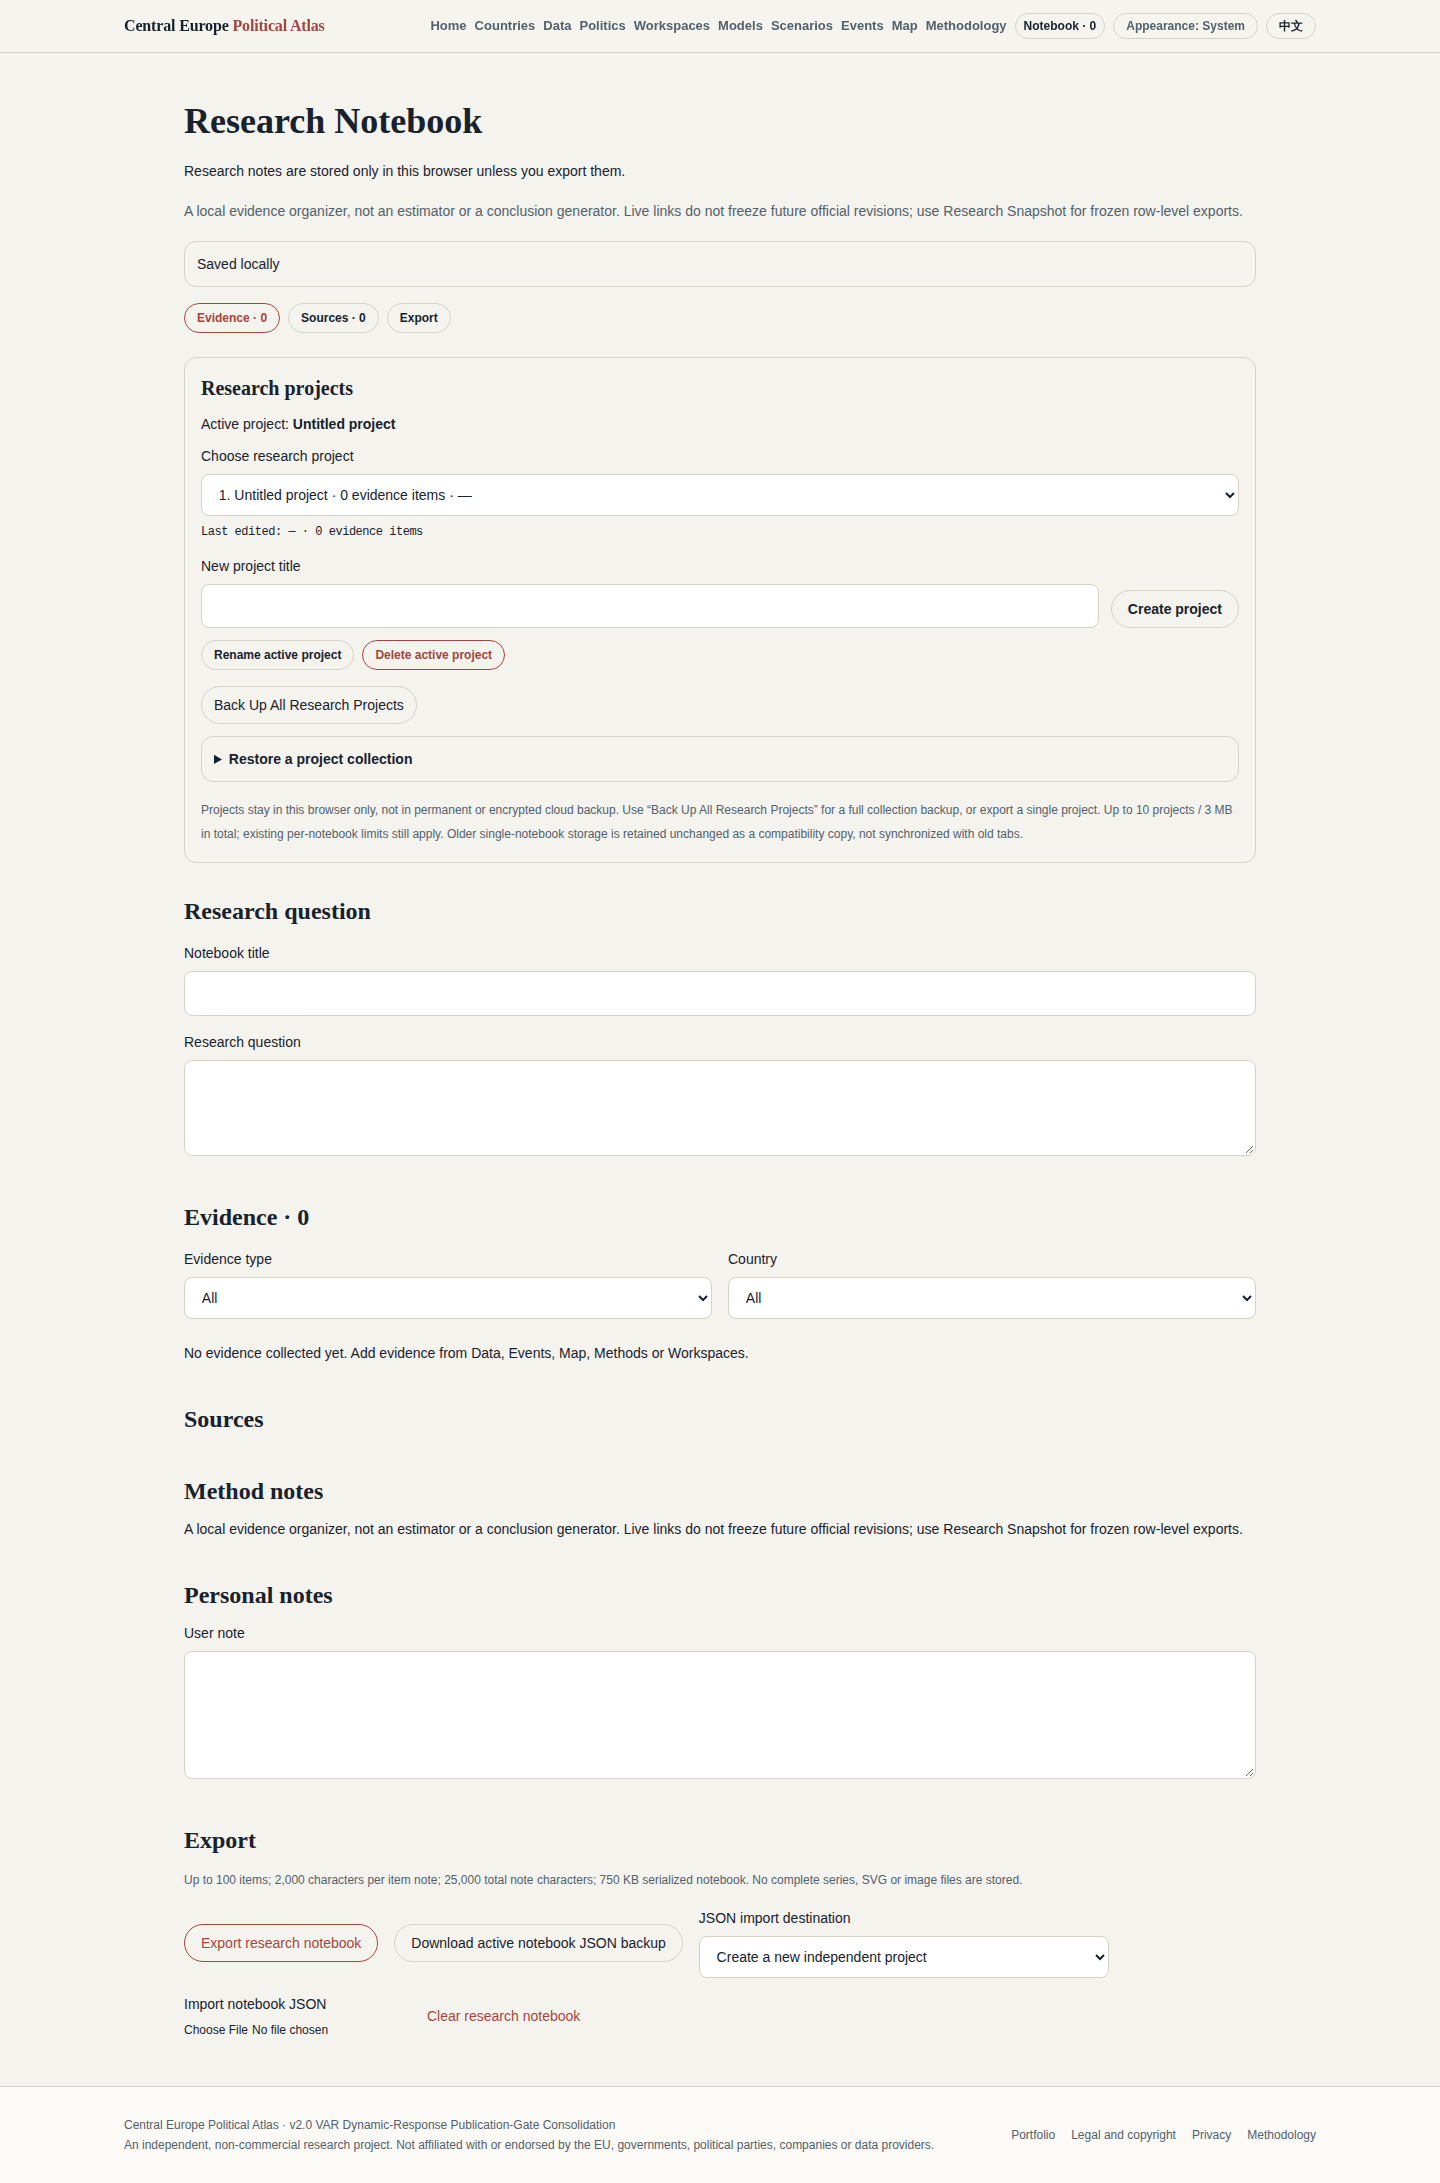 Central Europe Political Atlas
Home Countries Data Politics Workspaces Models Scenarios Events Map Methodology Notebook · 0 Appearance: System 中文
Research Notebook
Research notes are stored only in this browser unless you export them.
A local evidence organizer, not an estimator or a conclusion generator. Live links do not freeze future official revisions; use Research Snapshot for frozen row-level exports.
Saved locally
Evidence · 0 Sources · 0 Export
Research projects
Active project: Untitled project
Choose research project
1. Untitled project · 0 evidence items · —
Last edited: — · 0 evidence items
New project title
Create project
Rename active project Delete active project
Back Up All Research Projects
Restore a project collection
Projects stay in this browser only, not in permanent or encrypted cloud backup. Use “Back Up All Research Projects” for a full collection backup, or export a single project. Up to 10 projects / 3 MB
in total; existing per-notebook limits still apply. Older single-notebook storage is retained unchanged as a compatibility copy, not synchronized with old tabs.
Research question
Notebook title
Research question
Evidence · 0
Evidence type Country
All All
No evidence collected yet. Add evidence from Data, Events, Map, Methods or Workspaces.
Sources
Method notes
A local evidence organizer, not an estimator or a conclusion generator. Live links do not freeze future official revisions; use Research Snapshot for frozen row-level exports.
Personal notes
User note
Export
Up to 100 items; 2,000 characters per item note; 25,000 total note characters; 750 KB serialized notebook. No complete series, SVG or image files are stored.
JSON import destination
Export research notebook Download active notebook JSON backup Create a new independent project
Import notebook JSON
Clear research notebook
Choose File No file chosen
Central Europe Political Atlas · v2.0 VAR Dynamic-Response Publication-Gate Consolidation
An independent, non-commercial research project. Not affiliated with or endorsed by the EU, governments, political parties, companies or data providers.
Portfolio Legal and copyright Privacy Methodology